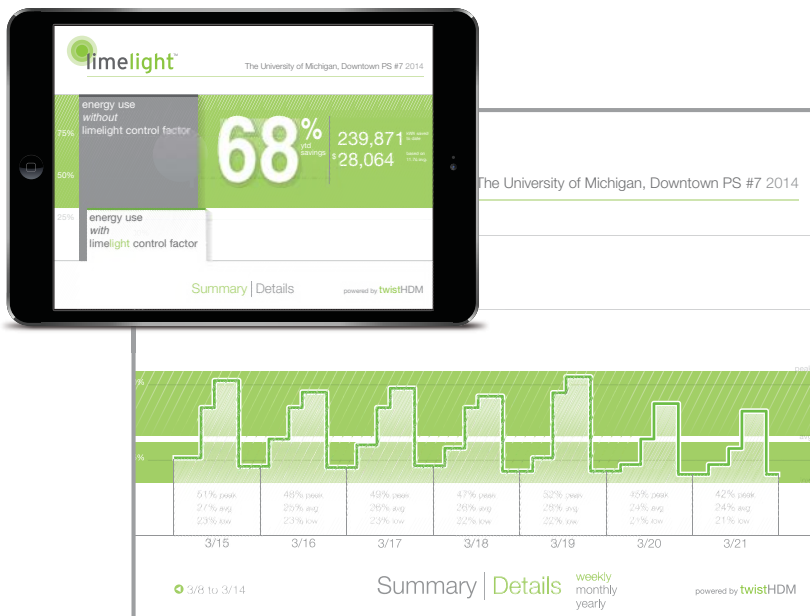 limelight™
The University of Michigan, Downtown PS #7 2014
energy use
without
limelight control factor
75%
50%
25%
68%
ytd
savings
239,871
$28,064
energy use
with
limelight control factor
Summary | Details
powered by twistHDM
The University of Michigan, Downtown PS #7 2014
51% peak 48% peak 49% peak 47% peak 52% peak 45% peak 42% peak
27% avg 26% avg 26% avg 25% avg 28% avg 24% avg 24% avg
23% low 23% low 23% low 22% low 22% low 21% low 21% low
3/15 3/16 3/17 3/18 3/19 3/20 3/21
3/8 to 3/14
Summary | Details
weekly
monthly
yearly
powered by twistHDM